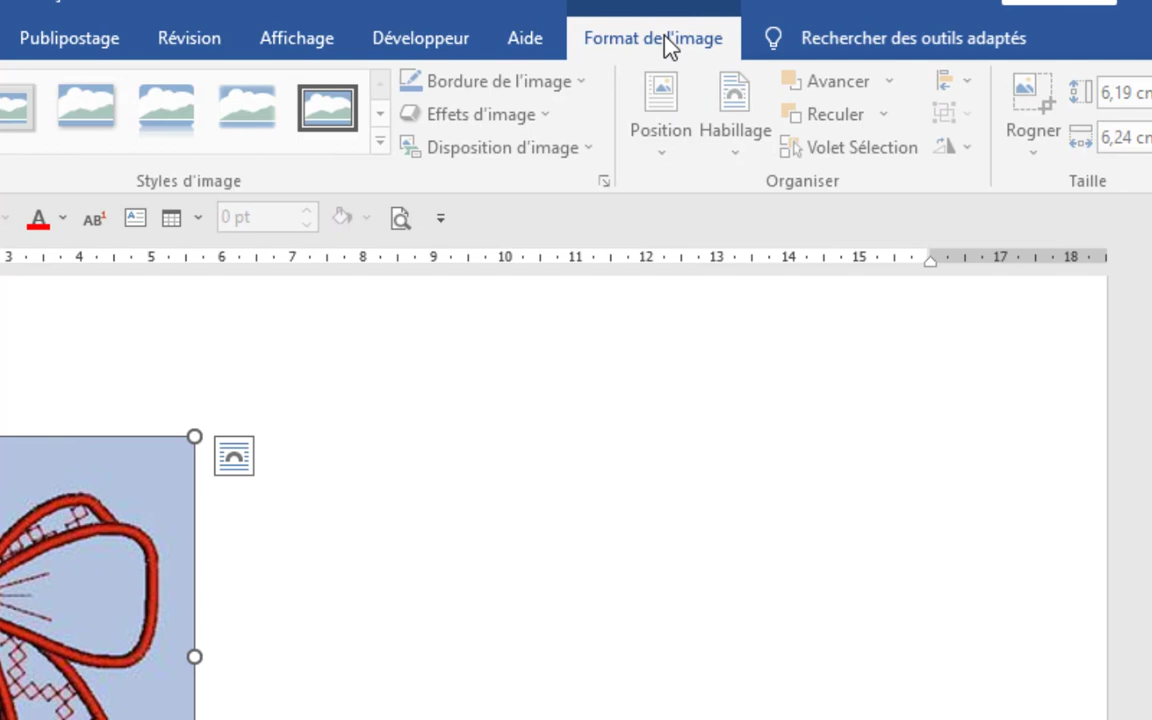 Publipostage Révision Affichage Développeur Aide Format de l'image Rechercher des outils adaptés
Bordure de l'image Avancer 6,19 cm
Effets d'image Position Habillage Reculer Rogner
Disposition d'image Volet Sélection 6,24 cm
Styles d'image Organiser Taille
A AB¹ A 0 pt
3 4 5 6 7 8 9 10 11 12 13 14 15 17 18